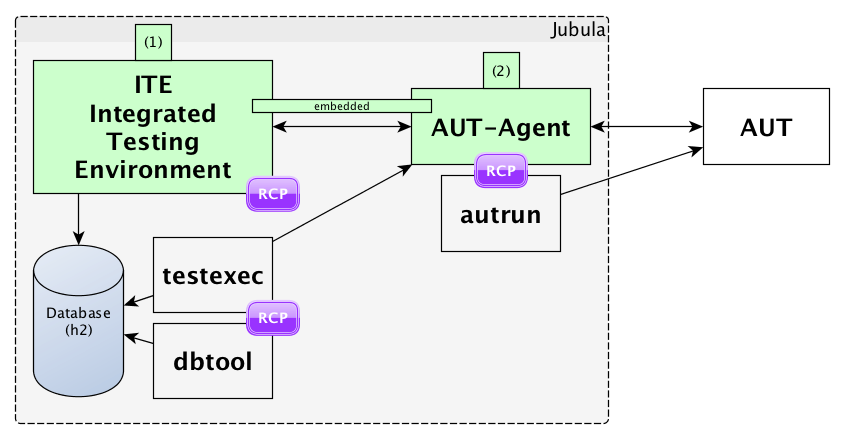 Jubula
(1)
ITE
Integrated
Testing
Environment
RCP
embedded
(2)
AUT-Agent
AUT
RCP
autrun
testexec
RCP
dbtool
Database
(h2)